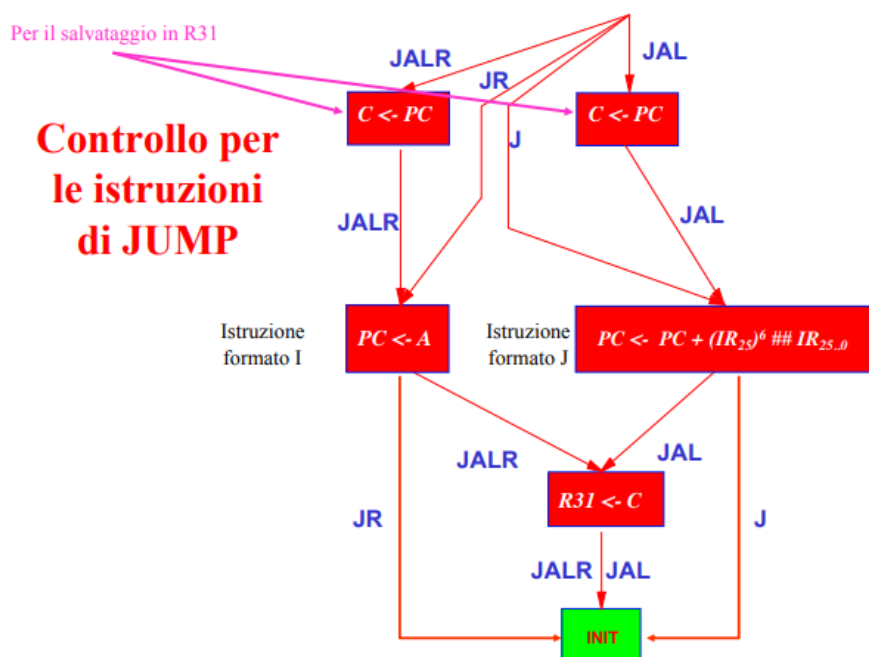 Per il salvataggio in R31
JALR
JR
JAL
C <- PC
C <- PC
J
Controllo per
le istruzioni
di JUMP
JALR
JAL
Istruzione
formato I
PC <- A
Istruzione
formato J
PC <- PC + (IR25)6 ## IR25..0
JALR
JAL
R31 <- C
JR
J
JALR JAL
INIT